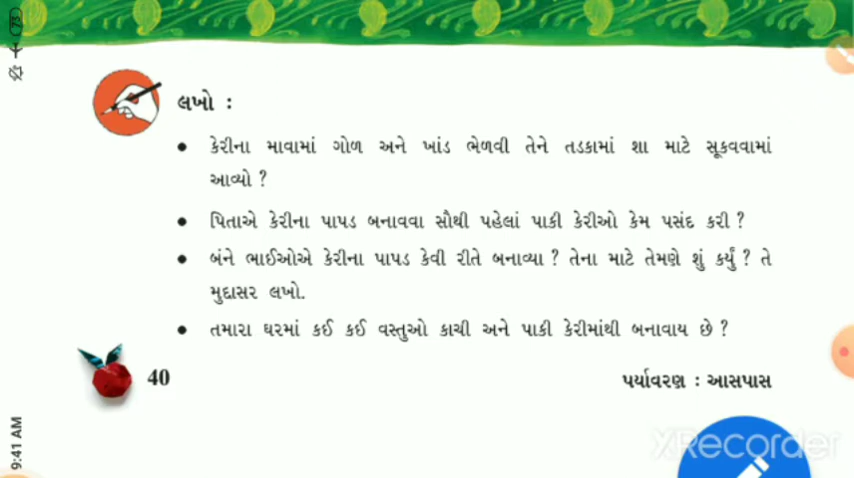 73
લખો :
• કેરીના માવામાં ગોળ અને ખાંડ ભેળવી તેને તડકામાં શા માટે સૂકવવામાં
આવ્યો ?
• પિતાએ કેરીના પાપડ બનાવવા સૌથી પહેલાં પાકી કેરીઓ કેમ પસંદ કરી ?
• બંને ભાઈઓએ કેરીના પાપડ કેવી રીતે બનાવ્યા ? તેના માટે તેમણે શું કર્યું ? તે
મુદ્દાસર લખો.
• તમારા ઘરમાં કઈ કઈ વસ્તુઓ કાચી અને પાકી કેરીમાંથી બનાવાય છે ?
40
પર્યાવરણ : આસપાસ
9:41 AM
XRecorder